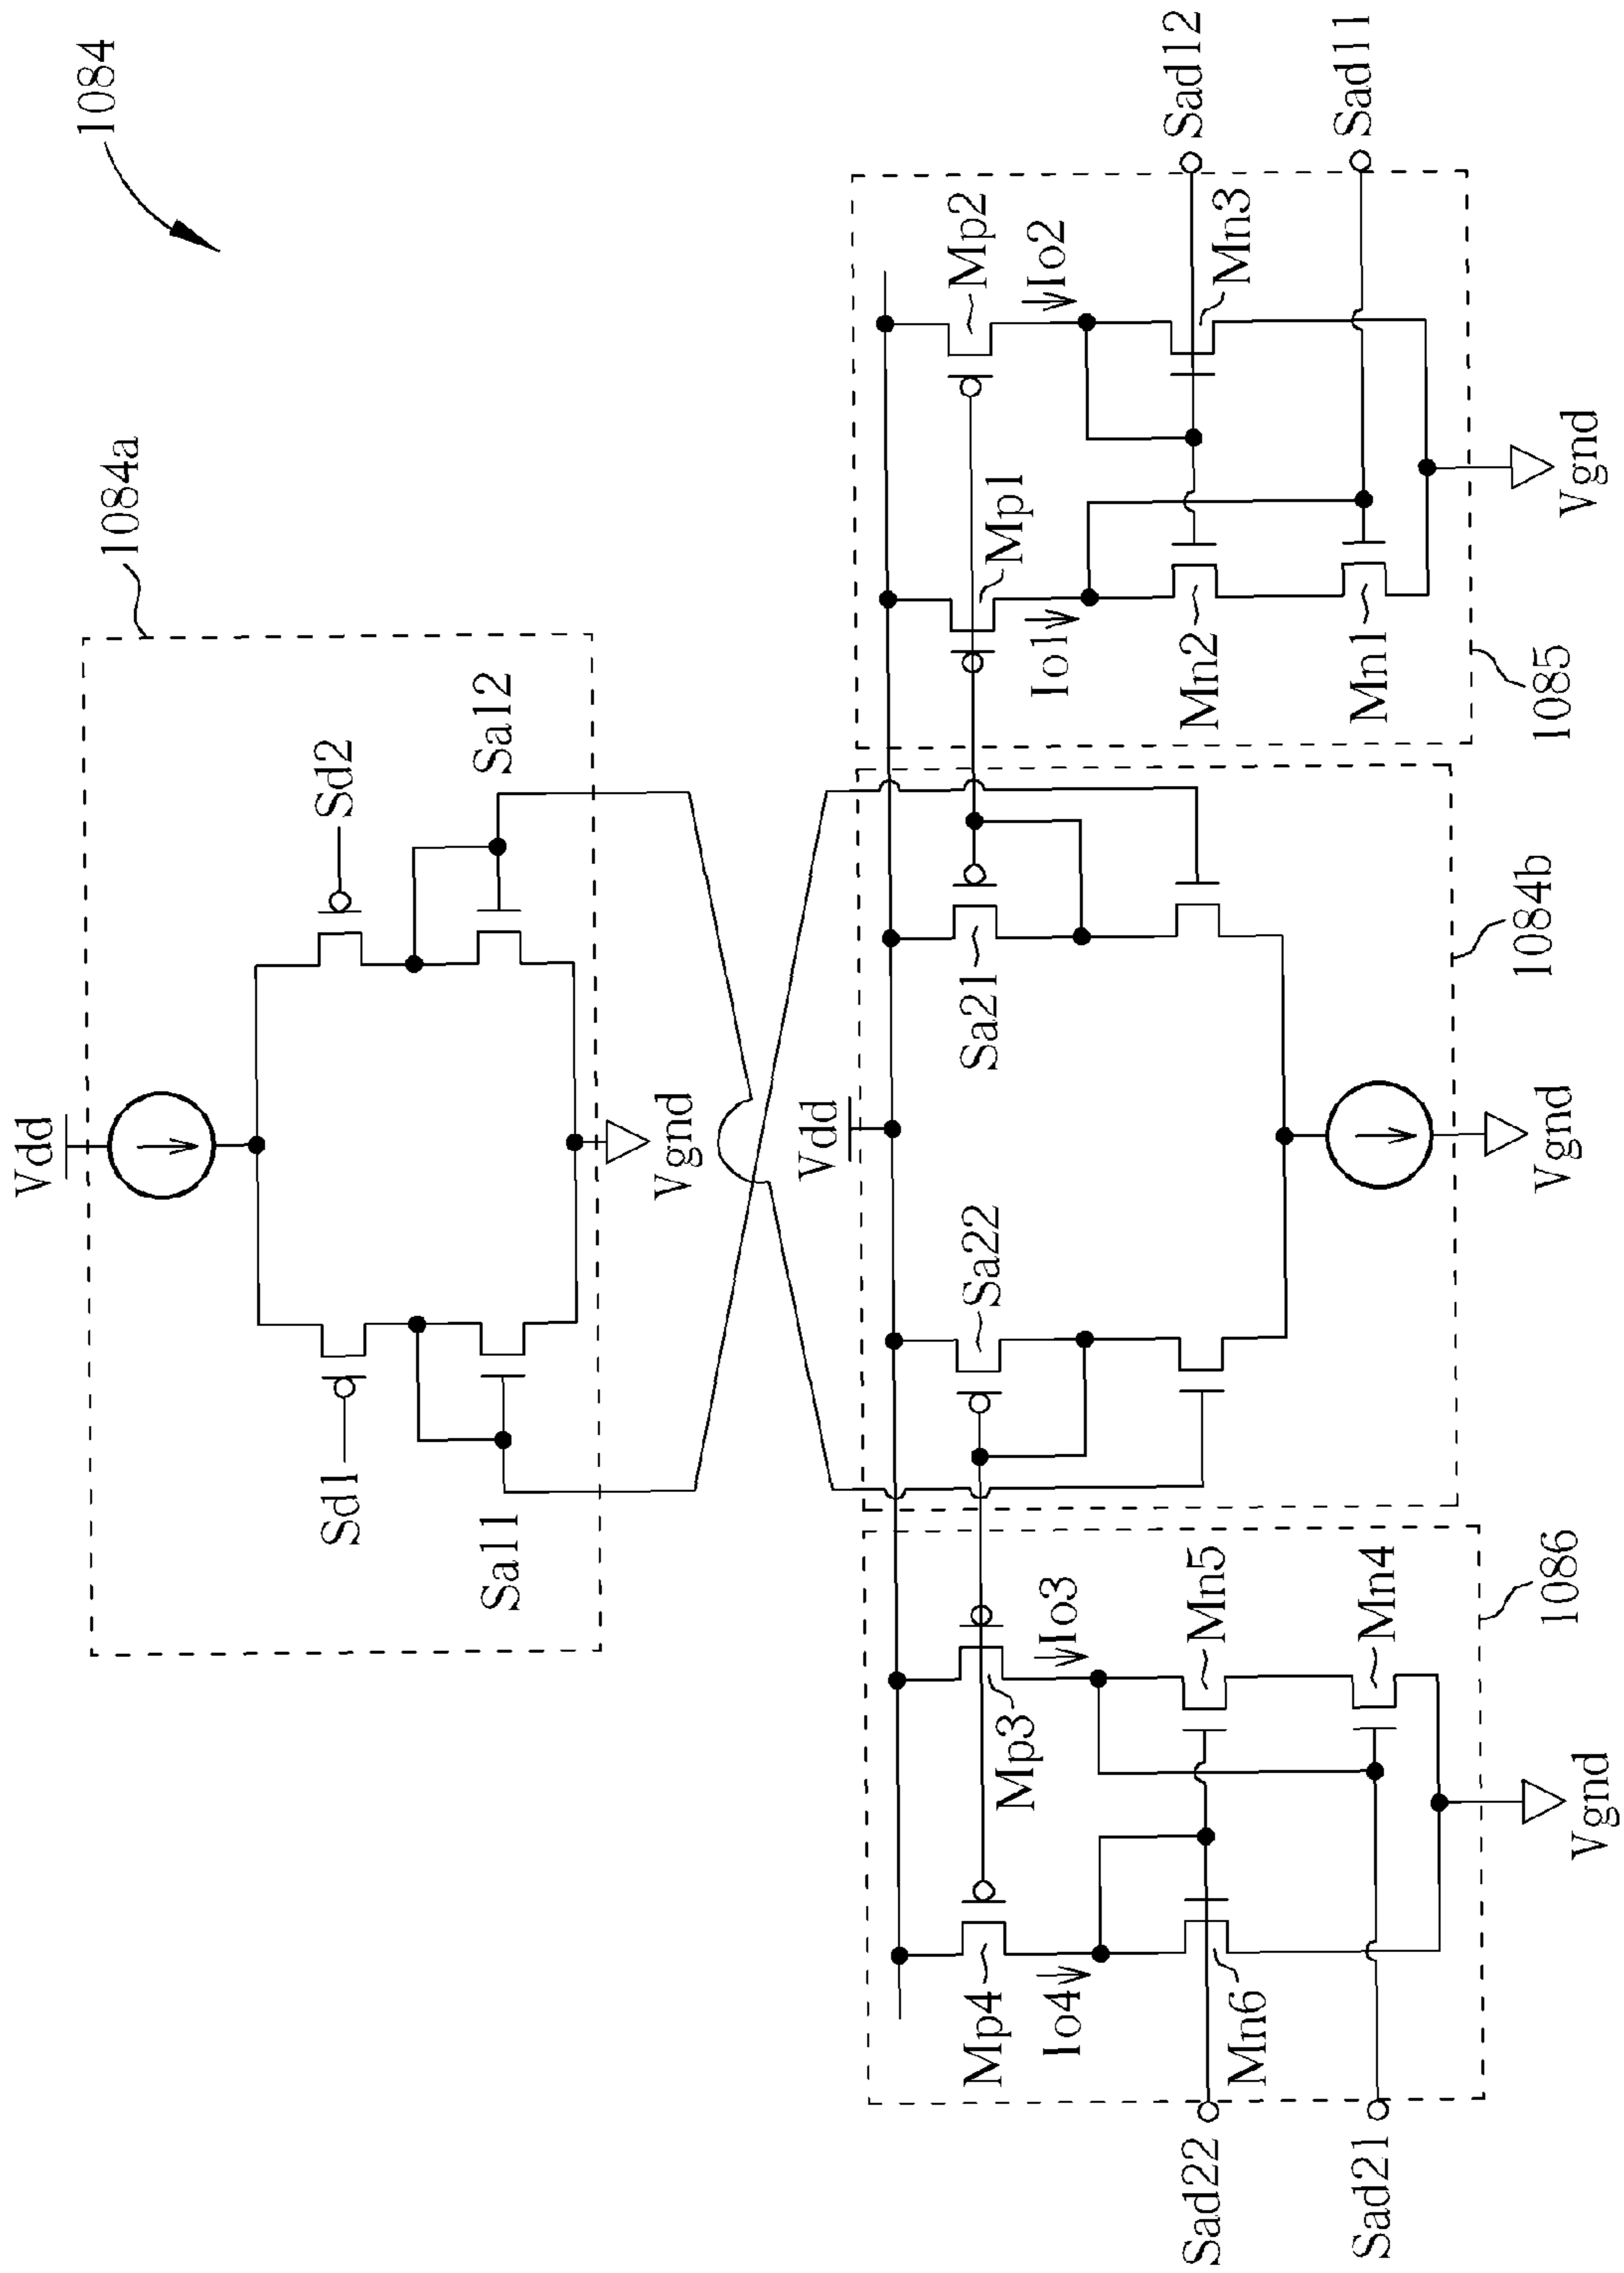 1084
1084a
Vdd
Sd1
Sd2
Sa11
Sa12
Vgnd
Vdd
Mp4
Mp3
Sa22
Sa21
Mp1
Mp2
Io4
Io3
Io1
Io2
Sad22
Mn6
Mn5
Mn2
Mn3
Sad12
Sad21
Mn4
Mn1
Sad11
Vgnd
1086
Vgnd
1084b
1085
Vgnd